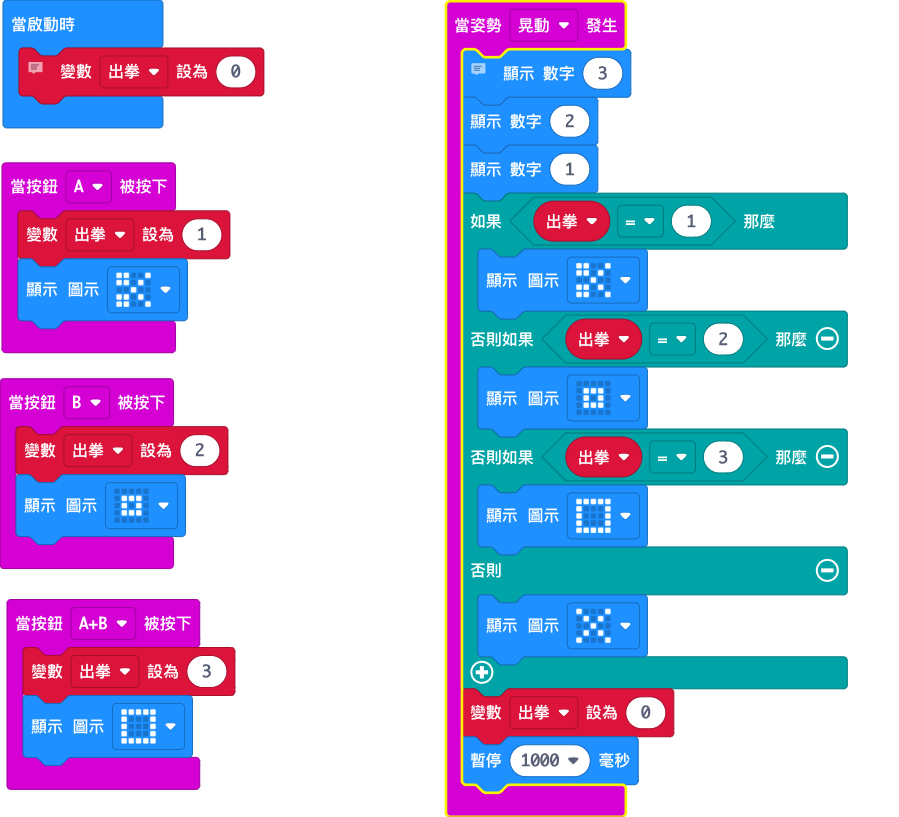 當啟動時
變數 出拳 設為 0
當按鈕 A 被按下
變數 出拳 設為 1
顯示 圖示
當按鈕 B 被按下
變數 出拳 設為 2
顯示 圖示
當按鈕 A+B 被按下
變數 出拳 設為 3
顯示 圖示
當姿勢 晃動 發生
顯示 數字 3
顯示 數字 2
顯示 數字 1
如果 出拳 = 1 那麼
顯示 圖示
否則如果 出拳 = 2 那麼
顯示 圖示
否則如果 出拳 = 3 那麼
顯示 圖示
否則
顯示 圖示
變數 出拳 設為 0
暫停 1000 毫秒